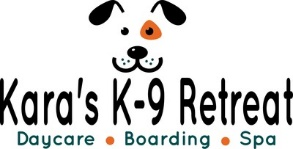 Kara's K-9 Retreat
Daycare • Boarding • Spa